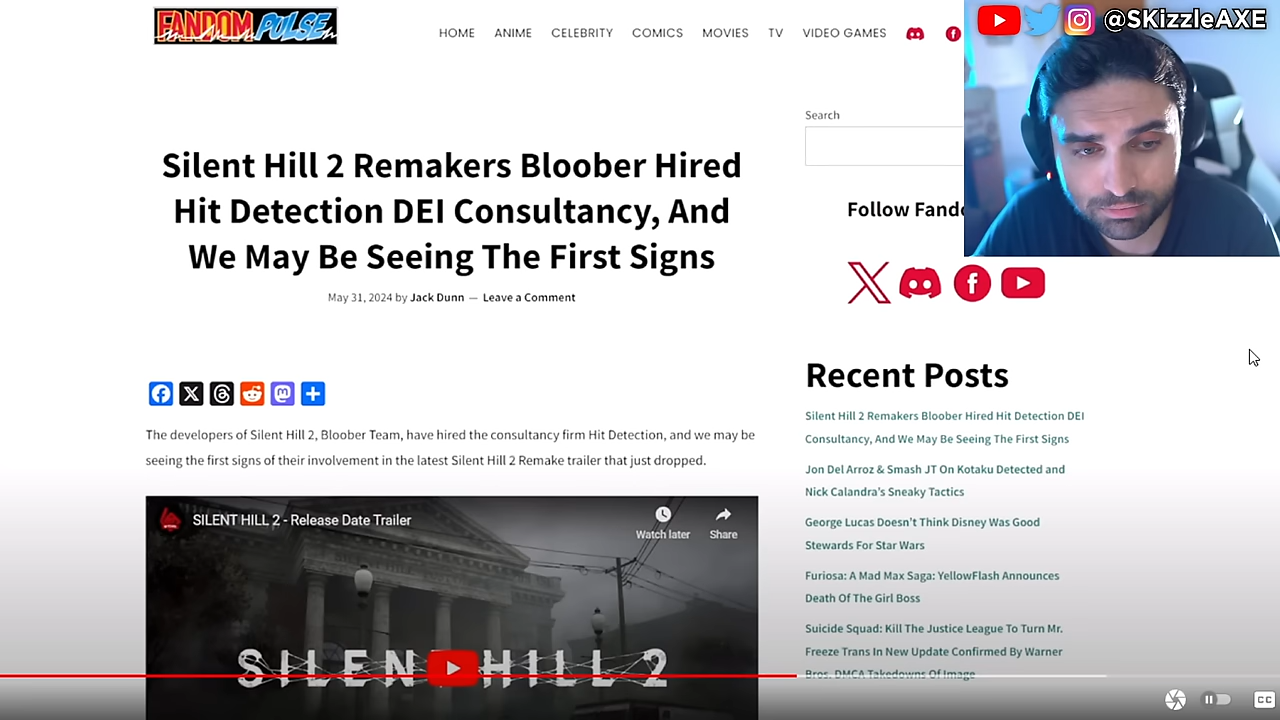 FANDOM PULSE
HOME ANIME CELEBRITY COMICS MOVIES TV VIDEO GAMES
@SKizzleAXE
Search
Silent Hill 2 Remakers Bloober Hired
Hit Detection DEI Consultancy, And
We May Be Seeing The First Signs
May 31, 2024 by Jack Dunn — Leave a Comment
Follow Fando
The developers of Silent Hill 2, Bloober Team, have hired the consultancy firm Hit Detection, and we may be
seeing the first signs of their involvement in the latest Silent Hill 2 Remake trailer that just dropped.
SILENT HILL 2 - Release Date Trailer
Watch later
Share
SILENT HILL 2
Recent Posts
Silent Hill 2 Remakers Bloober Hired Hit Detection DEI
Consultancy, And We May Be Seeing The First Signs
Jon Del Arroz & Smash JT On Kotaku Detected and
Nick Calandra's Sneaky Tactics
George Lucas Doesn't Think Disney Was Good
Stewards For Star Wars
Furiosa: A Mad Max Saga: YellowFlash Announces
Death Of The Girl Boss
Suicide Squad: Kill The Justice League To Turn Mr.
Freeze Trans In New Update Confirmed By Warner
Bros. DMCA Takedowns Of Image
CC